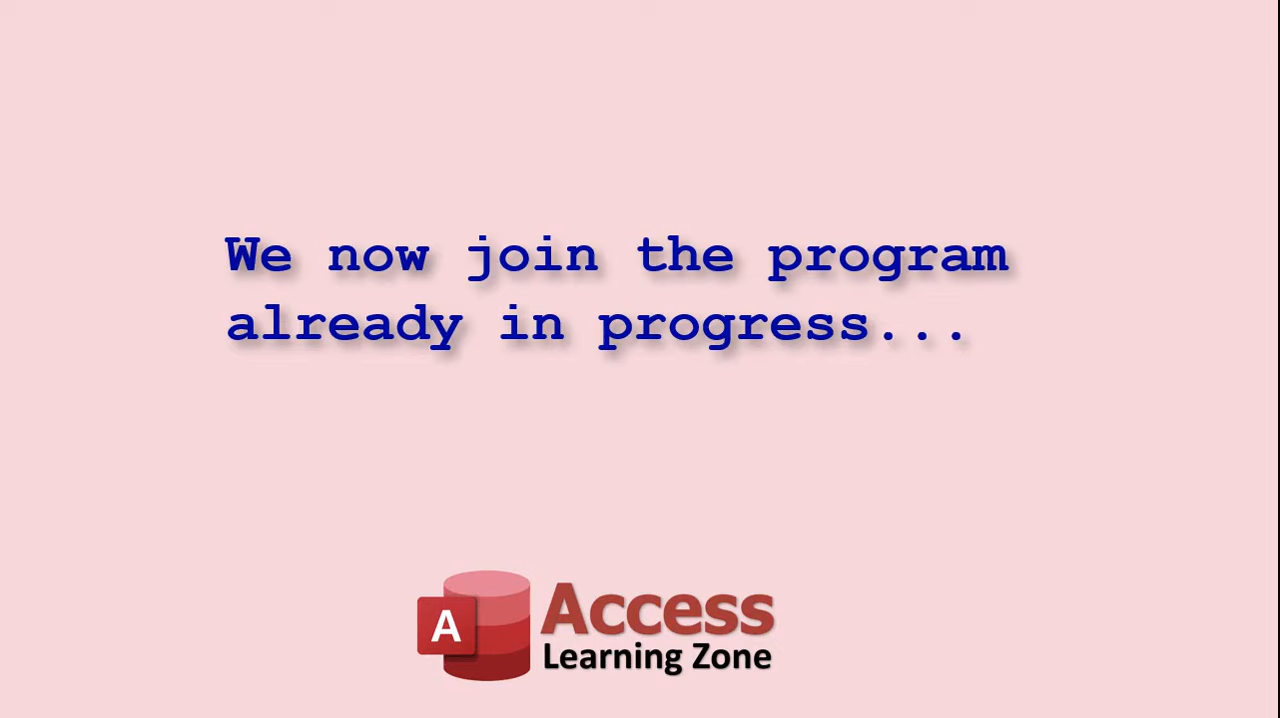 We now join the program
already in progress...
A
Access
Learning Zone